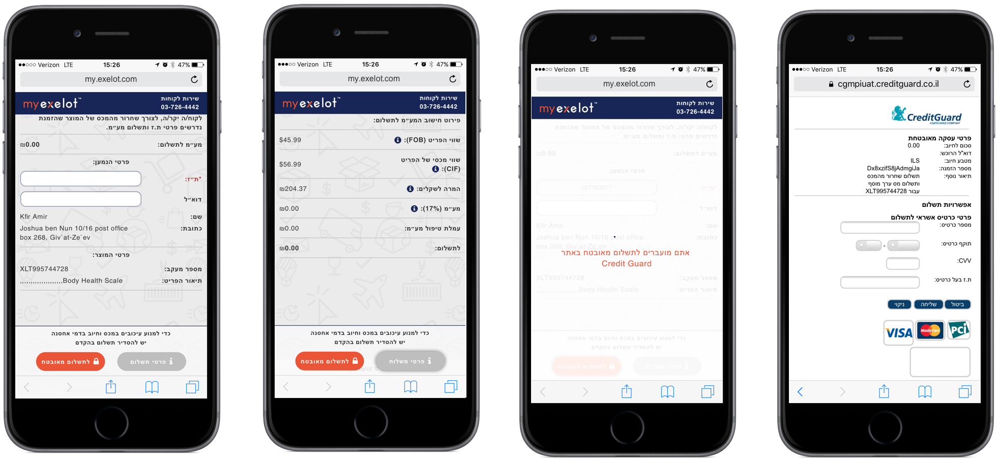 ●●○○○ Verizon LTE 15:26 47%
my.exelot.com
myexelot™
שירות לקוחות
03-726-4442
לקוח/ה יקר/ה, לצורך שחרור מהמכס של המוצר שהזמנת
נדרשים פרטי ת.ז ותשלום מע״מ.
מע״מ לתשלום: ₪0.00
פרטי הנמען:
*ת״ז:
דוא״ל
שם: Kfir Amir
כתובת: Joshua ben Nun 10/16 post office
box 268, Giv`at-Ze`ev
פרטי המוצר:
מספר מעקב: XLT995744728
תיאור הפריט: ,,,,,,,,,,,,,,,,,,,,Body Health Scale
כדי למנוע עיכובים במכס וחיוב בדמי אחסנה
יש להסדיר תשלום בהקדם
פרטי תשלום
לתשלום מאובטח
●●●○○ Verizon LTE 15:26 47%
my.exelot.com
myexelot™
שירות לקוחות
03-726-4442
פירוט חישוב המע״מ לתשלום:
שווי הפריט (FOB): $45.99
שווי מכסי של הפריט
(CIF): $56.99
המרה לשקלים: ₪204.37
מע״מ (17%): ₪0.00
עמלת טיפול מע״מ: ₪0.00
לתשלום: ₪0.00
כדי למנוע עיכובים במכס וחיוב בדמי אחסנה
יש להסדיר תשלום בהקדם
פרטי משלוח
לתשלום מאובטח
●●●○○ Verizon LTE 15:26 47%
my.exelot.com
myexelot™
שירות לקוחות
03-726-4442
לקוח/ה יקר/ה, לצורך שחרור מהמכס של המוצר שהזמנת
נדרשים פרטי ת.ז ותשלום מע״מ.
מע״מ לתשלום: ₪0.00
פרטי הנמען:
*ת״ז: 027163971
דוא״ל
שם: Kfir Amir
כתובת: Joshua ben Nun 10/16 post office
box 268, Giv`at-Ze`ev
אתם מועברים לתשלום מאובטח באתר
Credit Guard
מספר מעקב: XLT995744728
תיאור הפריט: ,,,,,,,,,,,,,,,,,,,,Body Health Scale
כדי למנוע עיכובים במכס וחיוב בדמי אחסנה
יש להסדיר תשלום בהקדם
פרטי תשלום
לתשלום מאובטח
●●●○○ Verizon LTE 15:26 47%
cgmpiuat.creditguard.co.il
CreditGuard
A SAFECHARGE COMPANY
פרטי עסקה מאובטחת
סכום לחיוב: 0.00
דוא"ל הרוכש:
מטבע חיוב: ILS
מספר הזמנה: Dx8xzifS8jAdmgiJa
תיאור נוסף: תשלום שחרור מהמכס
ותשלום מס ערך מוסף
עבור XLT995744728
אפשרויות תשלום
פרטי כרטיס אשראי לתשלום
מספר כרטיס:
תוקף כרטיס: -
CVV:
ת.ז בעל כרטיס:
ביטול
שליחה
ניקוי
VISA
MasterCard
PCI